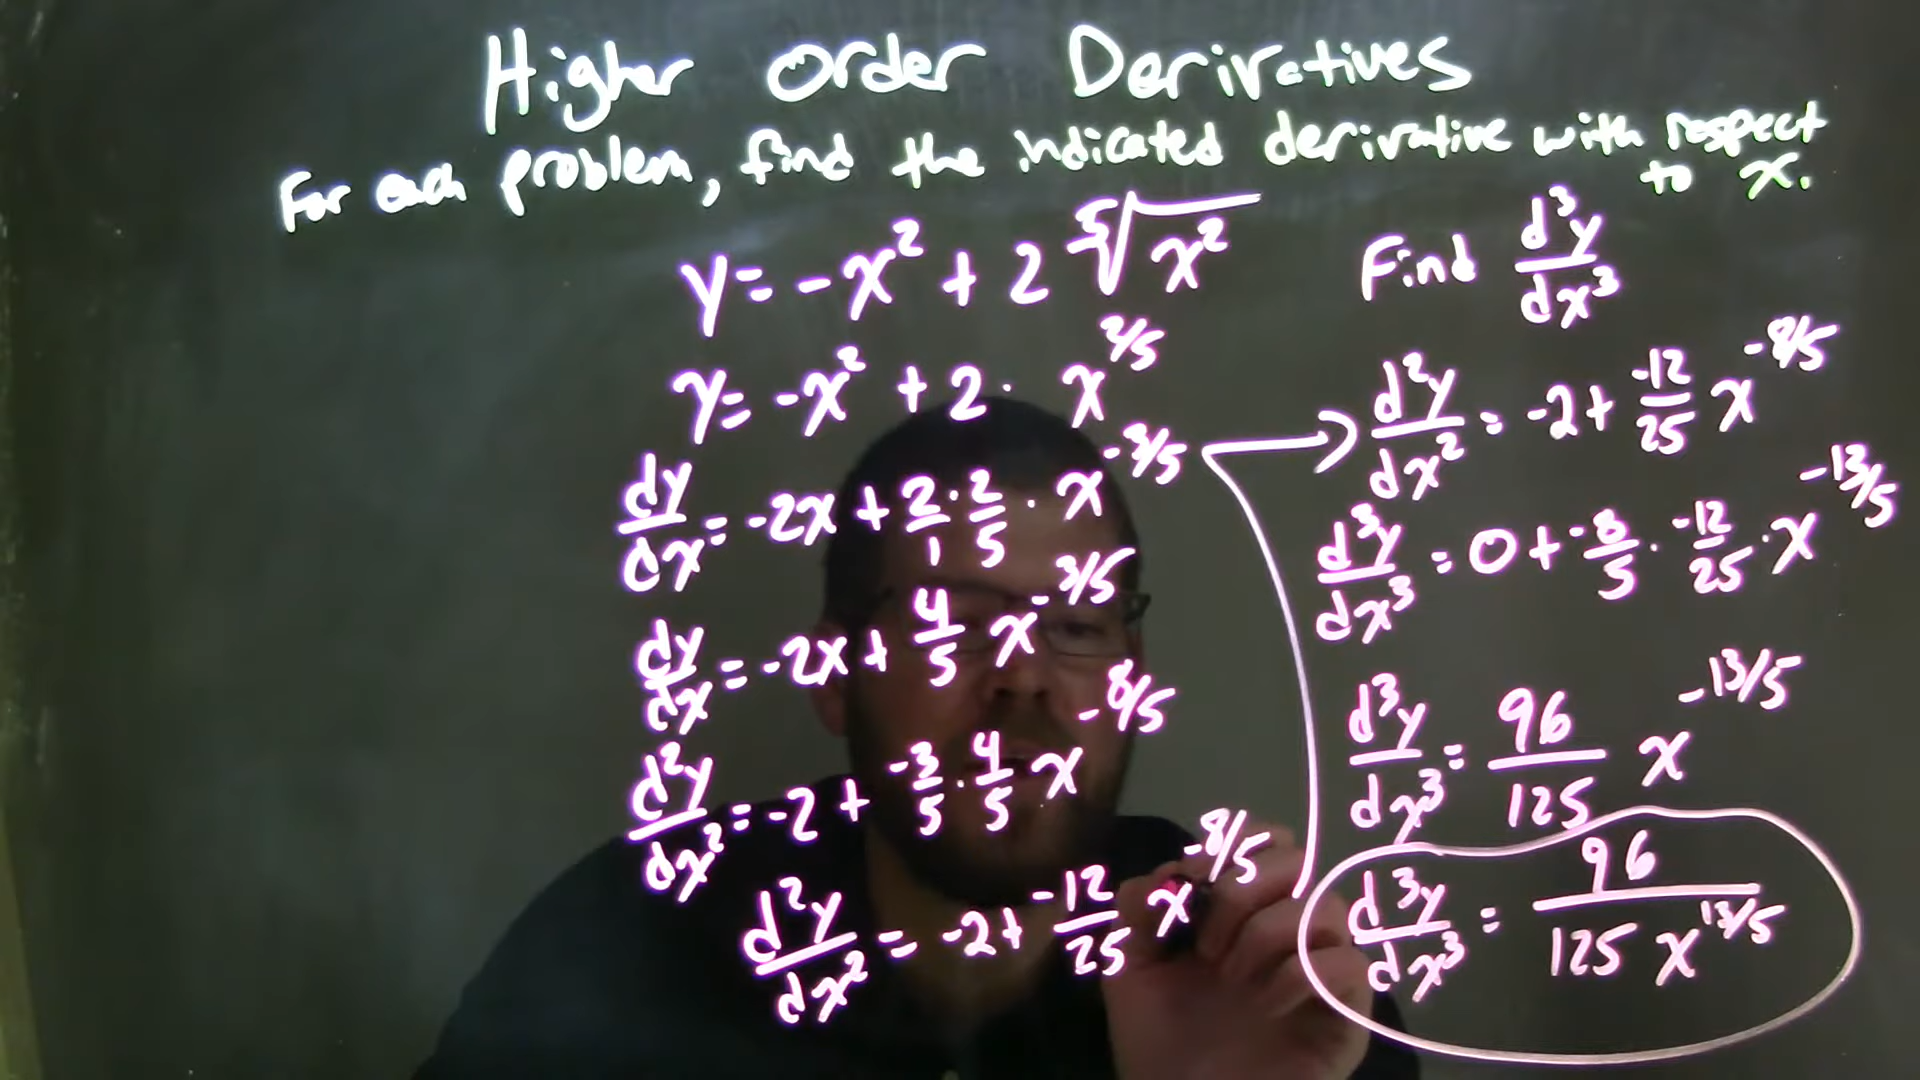 Higher Order Derivatives
For each problem, find the indicated derivative with respect
to x.
y = -x² + 2 ⁵√x²
Find d³y/dx³
y = -x² + 2 · x^(2/5)
dy/dx = -2x + 2/1 · 2/5 · x^(-3/5)
dy/dx = -2x + 4/5 x^(-3/5)
d²y/dx² = -2 + -3/5 · 4/5 · x^(-8/5)
d²y/dx² = -2 + -12/25 x^(-8/5)
→ d²y/dx² = -2 + -12/25 x^(-8/5)
d³y/dx³ = 0 + -8/5 · -12/25 · x^(-13/5)
d³y/dx³ = 96/125 x^(-13/5)
d³y/dx³ = 96/(125 x^(13/5))